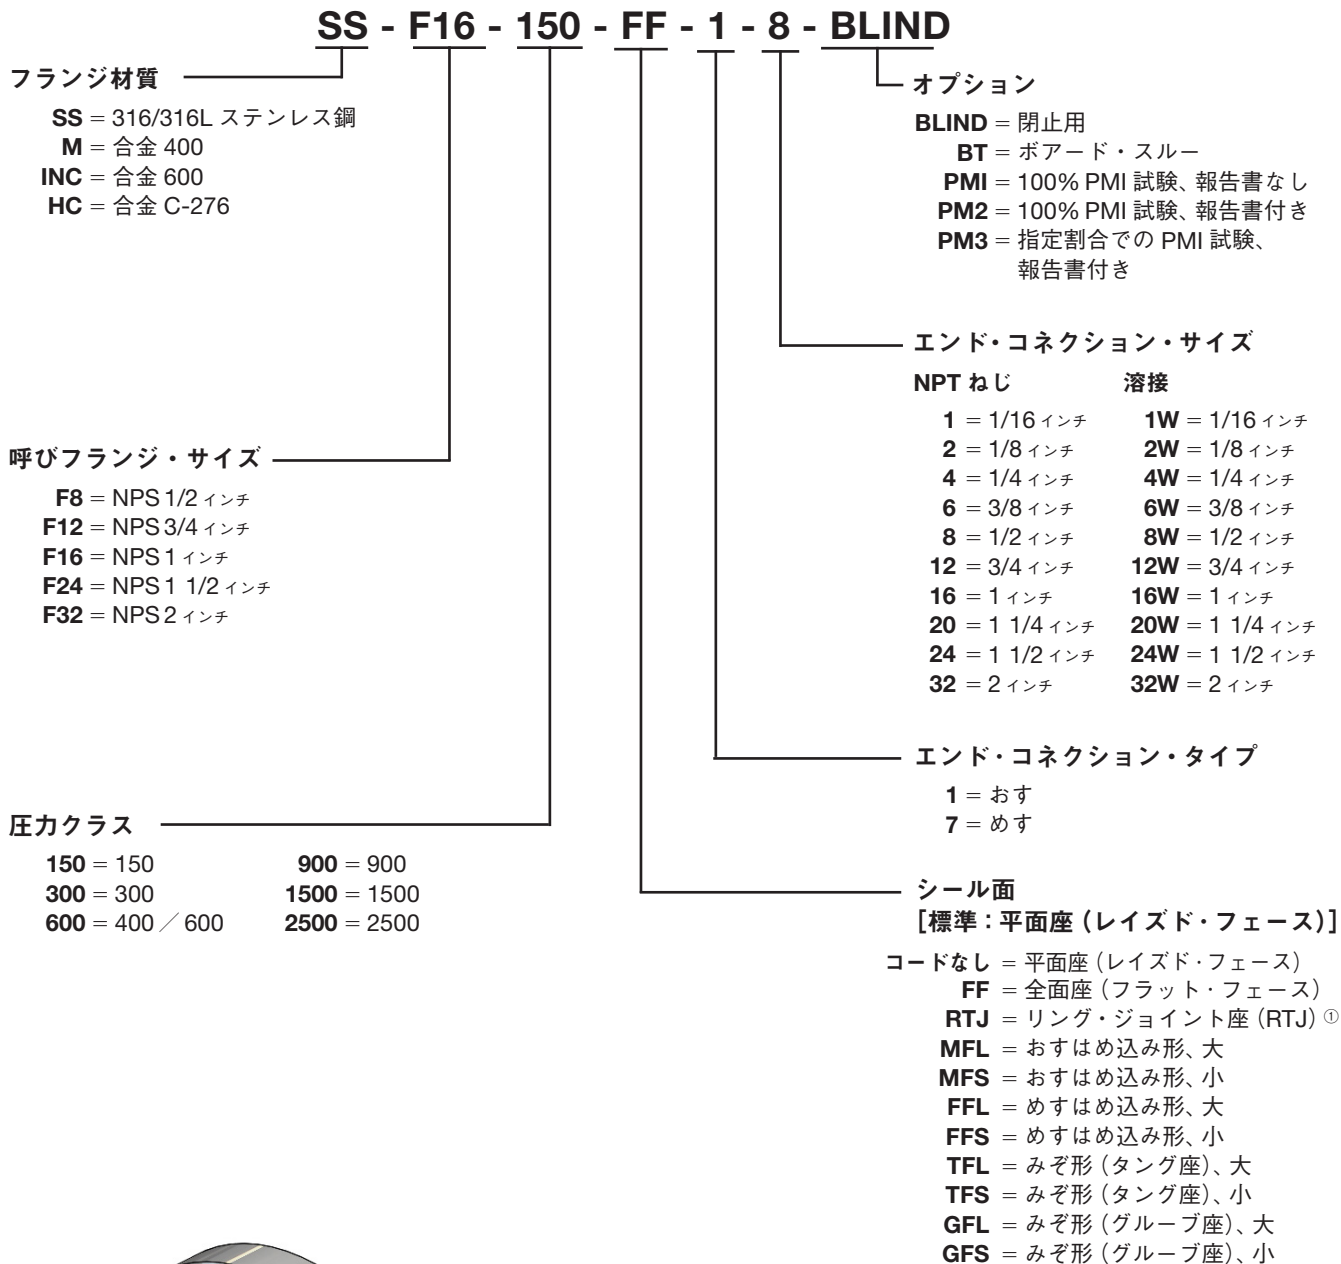 SS - F16 - 150 - FF - 1 - 8 - BLIND
フランジ材質
SS = 316/316L ステンレス鋼
M = 合金 400
INC = 合金 600
HC = 合金 C-276
呼びフランジ・サイズ
F8 = NPS 1/2 インチ
F12 = NPS 3/4 インチ
F16 = NPS 1 インチ
F24 = NPS 1 1/2 インチ
F32 = NPS 2 インチ
圧力クラス
150 = 150 900 = 900
300 = 300 1500 = 1500
600 = 400 ／ 600 2500 = 2500
オプション
BLIND = 閉止用
BT = ボアード・スルー
PMI = 100% PMI 試験、報告書なし
PM2 = 100% PMI 試験、報告書付き
PM3 = 指定割合での PMI 試験、
報告書付き
エンド・コネクション・サイズ
NPT ねじ 溶接
1 = 1/16 インチ 1W = 1/16 インチ
2 = 1/8 インチ 2W = 1/8 インチ
4 = 1/4 インチ 4W = 1/4 インチ
6 = 3/8 インチ 6W = 3/8 インチ
8 = 1/2 インチ 8W = 1/2 インチ
12 = 3/4 インチ 12W = 3/4 インチ
16 = 1 インチ 16W = 1 インチ
20 = 1 1/4 インチ 20W = 1 1/4 インチ
24 = 1 1/2 インチ 24W = 1 1/2 インチ
32 = 2 インチ 32W = 2 インチ
エンド・コネクション・タイプ
1 = おす
7 = めす
シール面
［標準：平面座（レイズド・フェース）］
コードなし = 平面座（レイズド・フェース）
FF = 全面座（フラット・フェース）
RTJ = リング・ジョイント座（RTJ）①
MFL = おすはめ込み形、大
MFS = おすはめ込み形、小
FFL = めすはめ込み形、大
FFS = めすはめ込み形、小
TFL = みぞ形（タング座）、大
TFS = みぞ形（タング座）、小
GFL = みぞ形（グルーブ座）、大
GFS = みぞ形（グルーブ座）、小